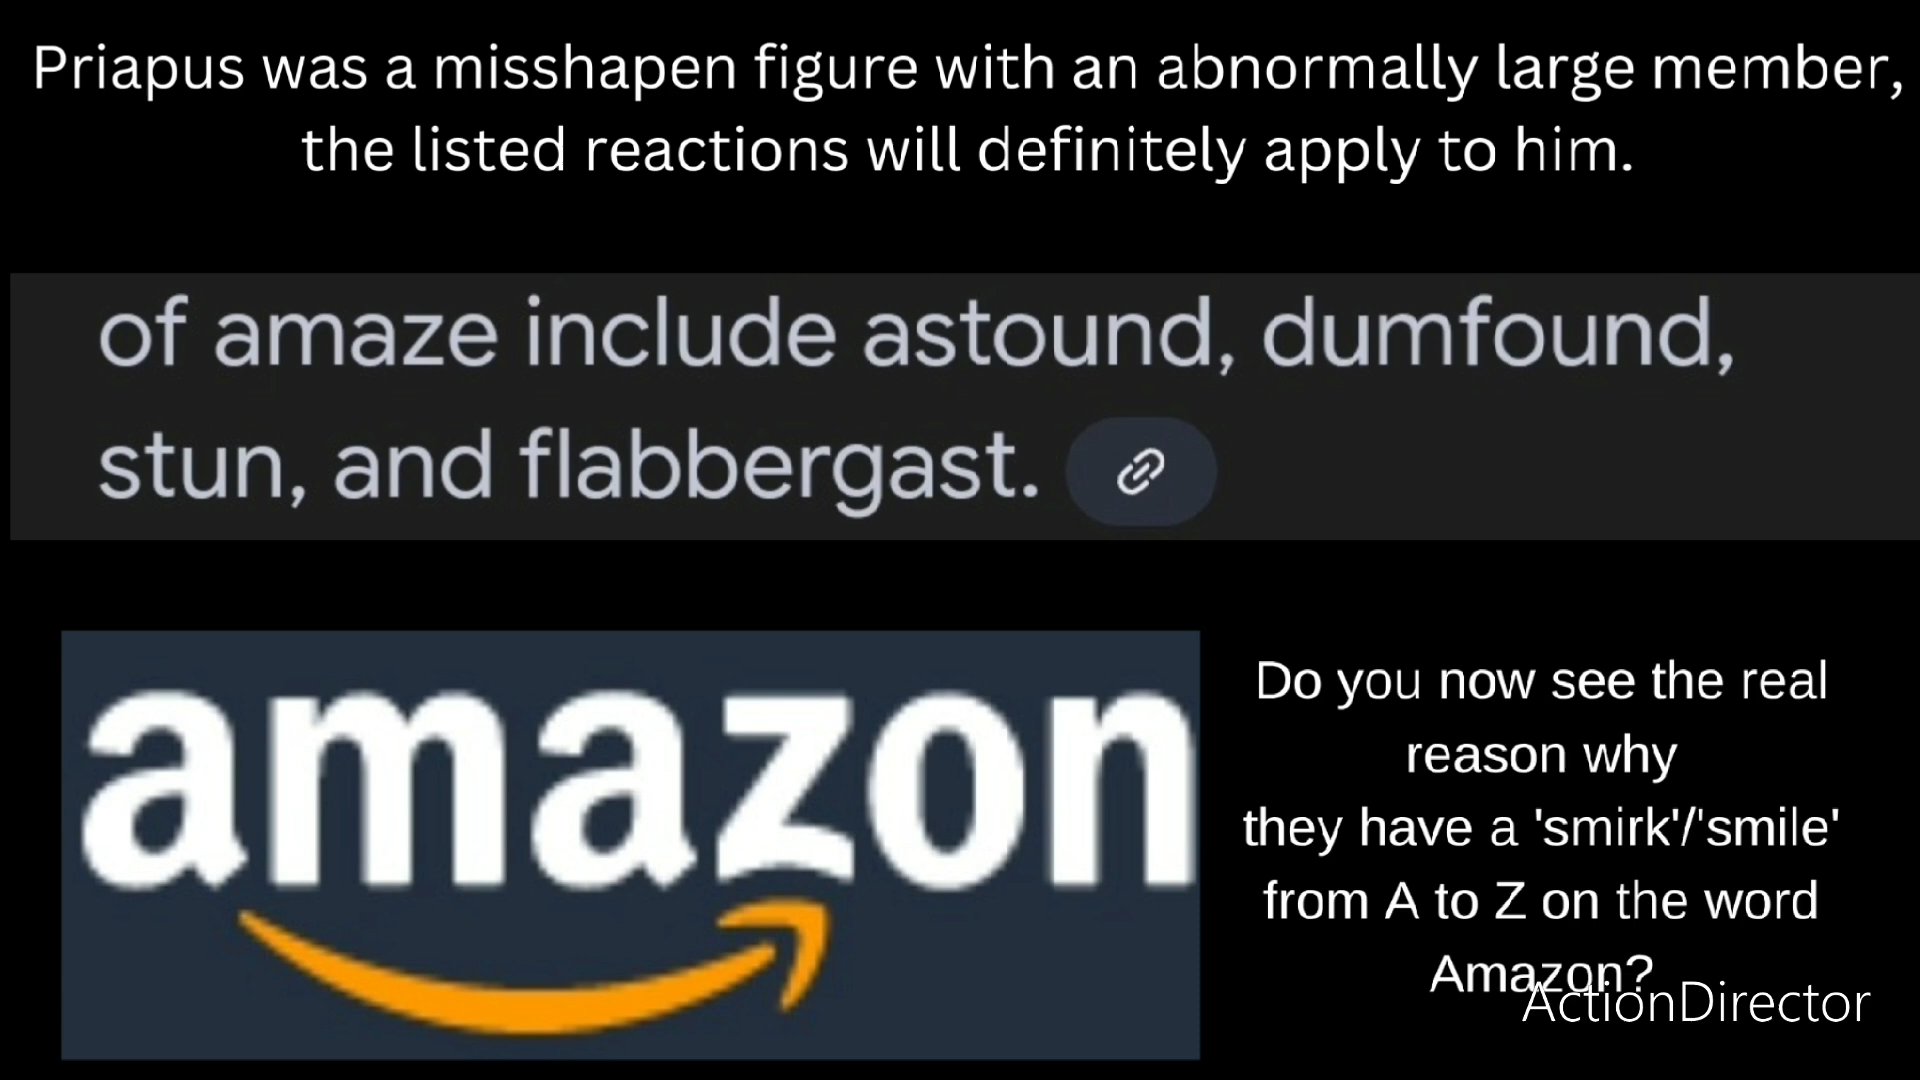 Priapus was a misshapen figure with an abnormally large member,
the listed reactions will definitely apply to him.
of amaze include astound, dumfound,
stun, and flabbergast.
amazon
Do you now see the real
reason why
they have a 'smirk'/'smile'
from A to Z on the word
Amazon?
ActionDirector